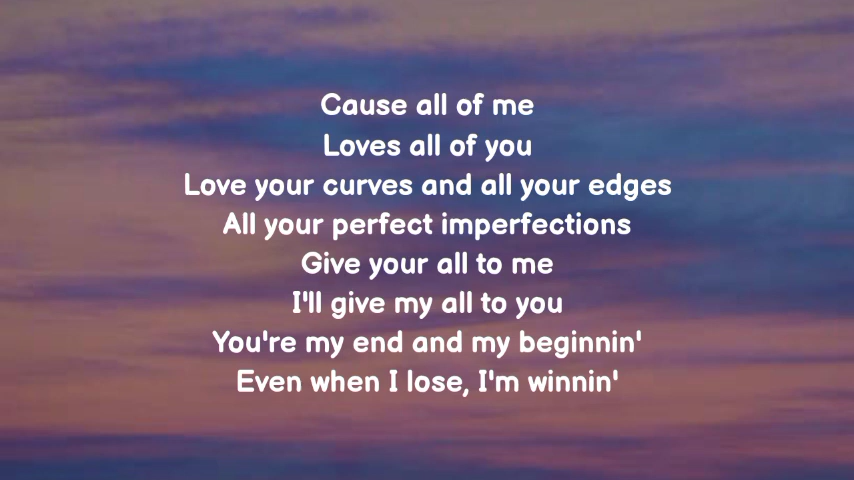 Cause all of me
Loves all of you
Love your curves and all your edges
All your perfect imperfections
Give your all to me
I'll give my all to you
You're my end and my beginnin'
Even when I lose, I'm winnin'